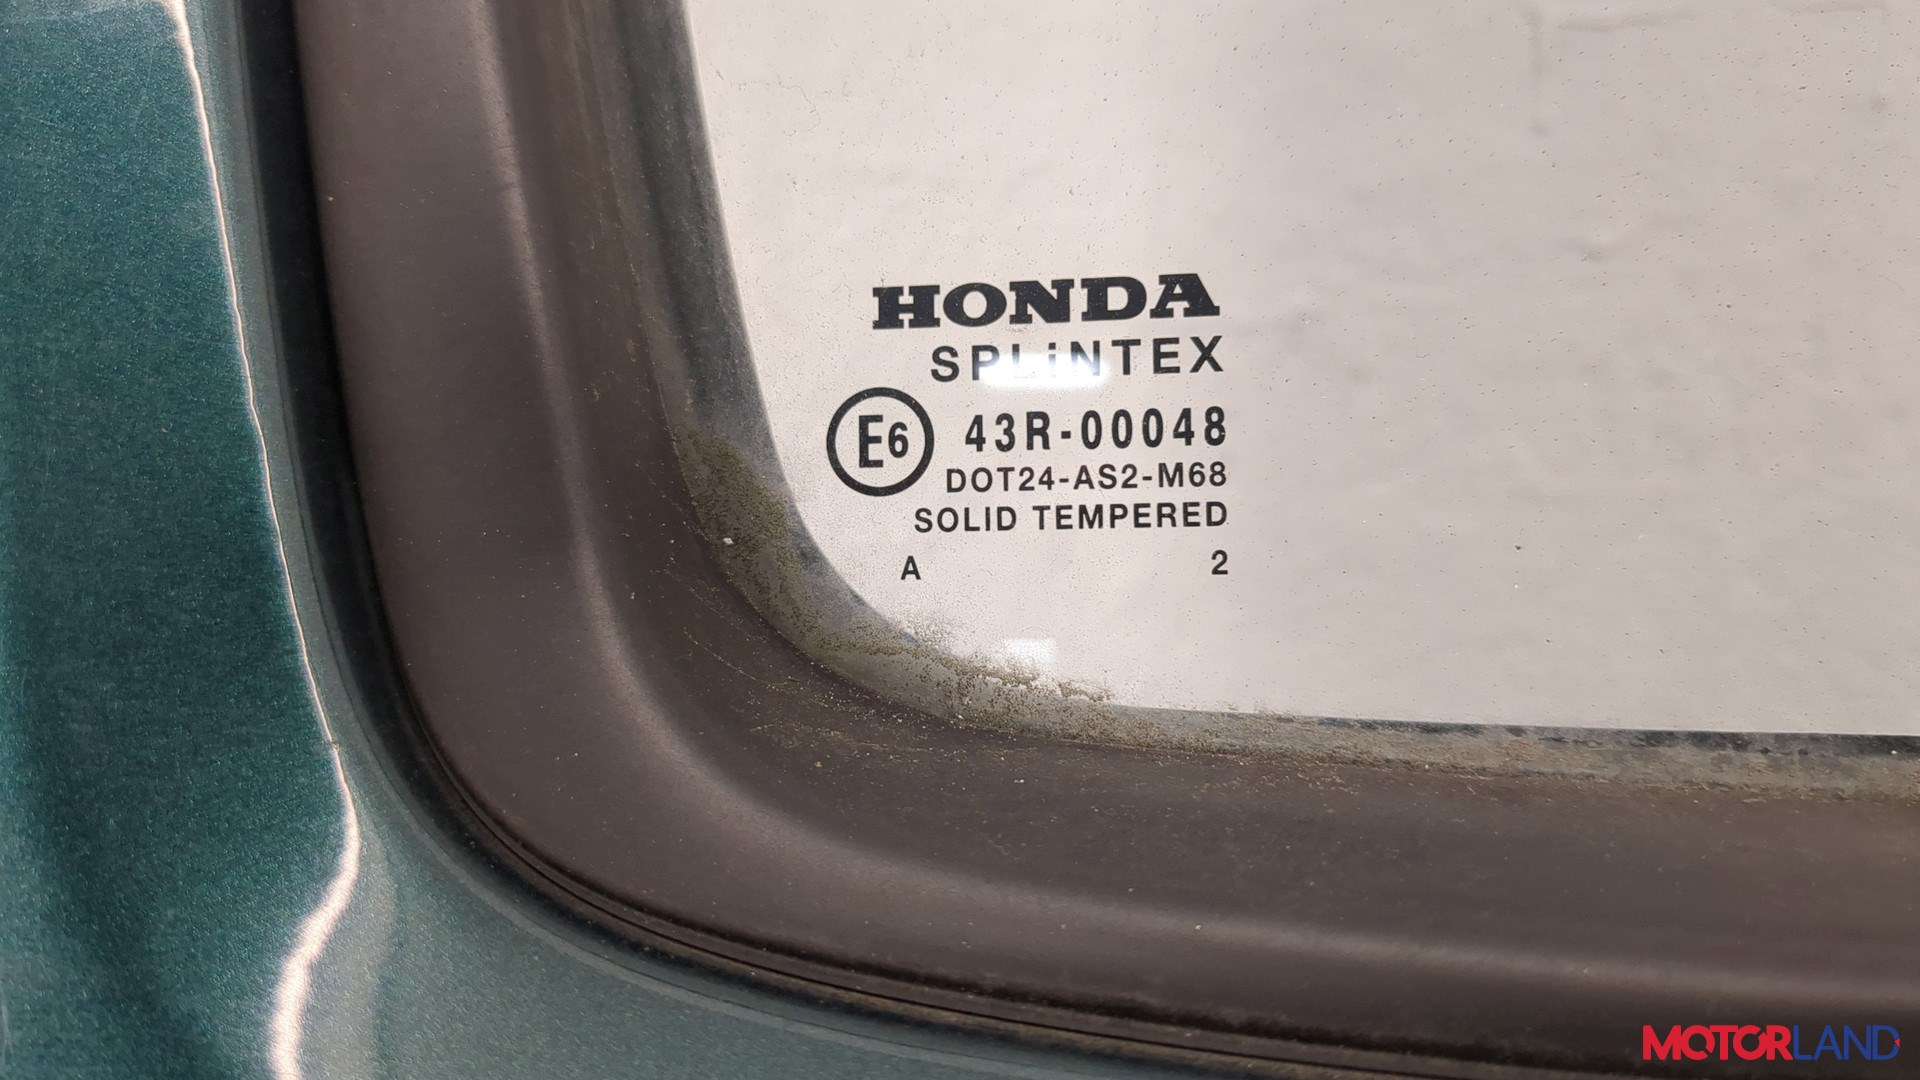 HONDA
SPLiNTEX
E6 43R-00048
DOT24-AS2-M68
SOLID TEMPERED
A 2
MOTORLAND